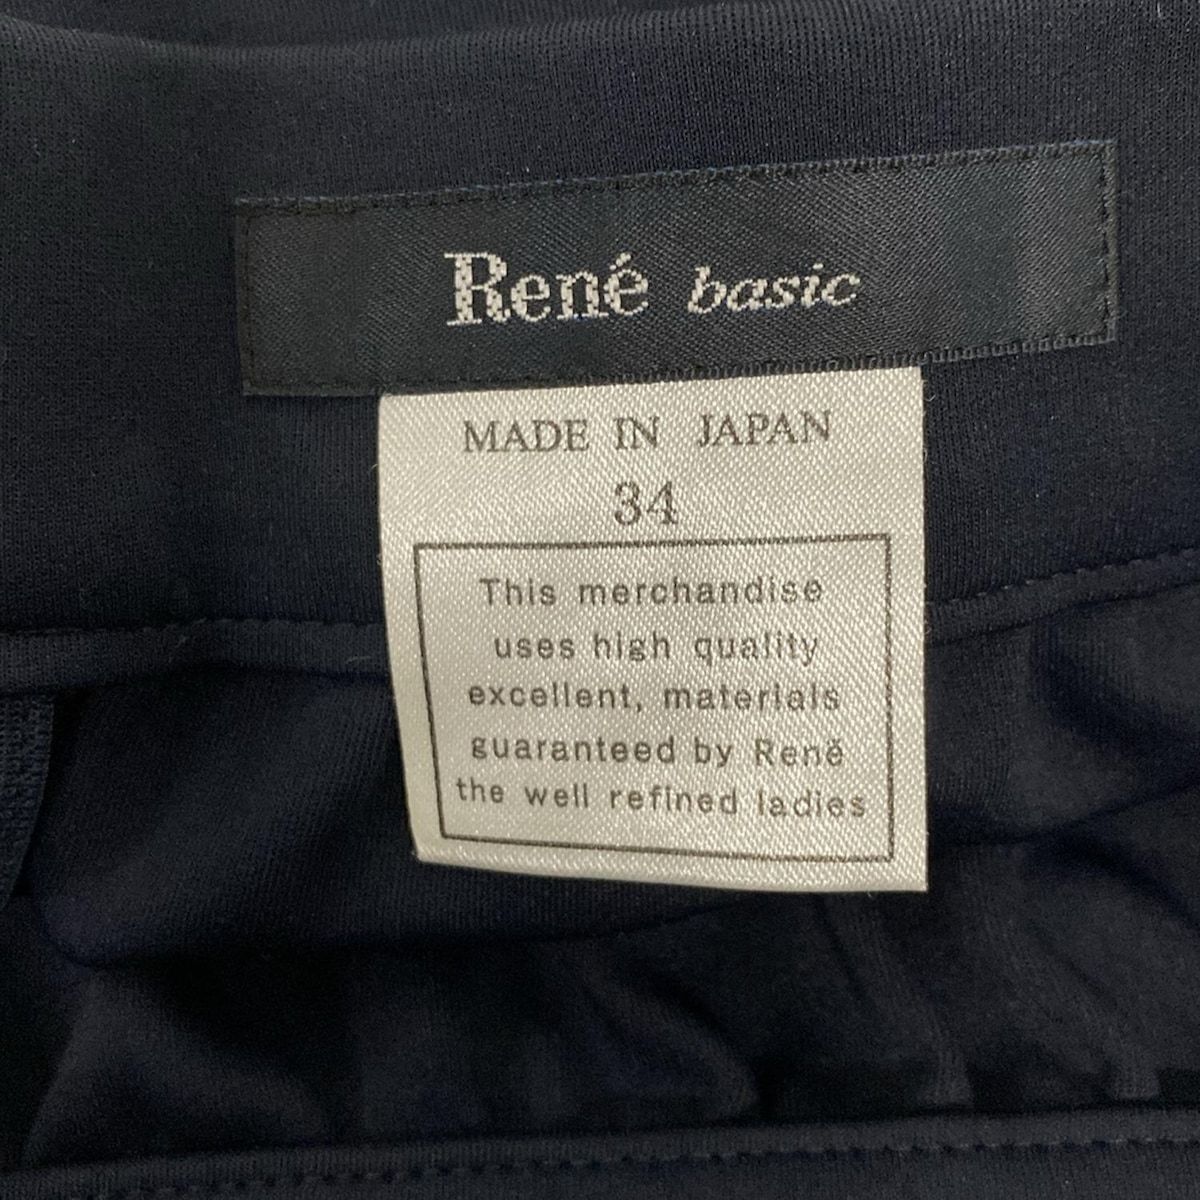 René basic
MADE IN JAPAN
34
This merchandise
uses high quality
excellent, materials
guaranteed by Renë
the well refined ladies